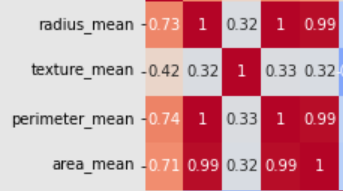 radius_mean - 0.73 1 0.32 1 0.99
texture_mean - 0.42 0.32 1 0.33 0.32
perimeter_mean - 0.74 1 0.33 1 0.99
area_mean - 0.71 0.99 0.32 0.99 1